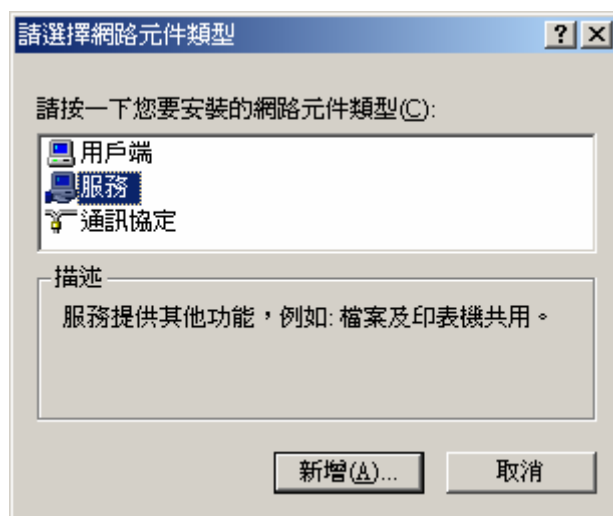 請選擇網路元件類型
請按一下您要安裝的網路元件類型(C):
用戶端
服務
通訊協定
描述
服務提供其他功能，例如: 檔案及印表機共用。
新增(A)... 取消